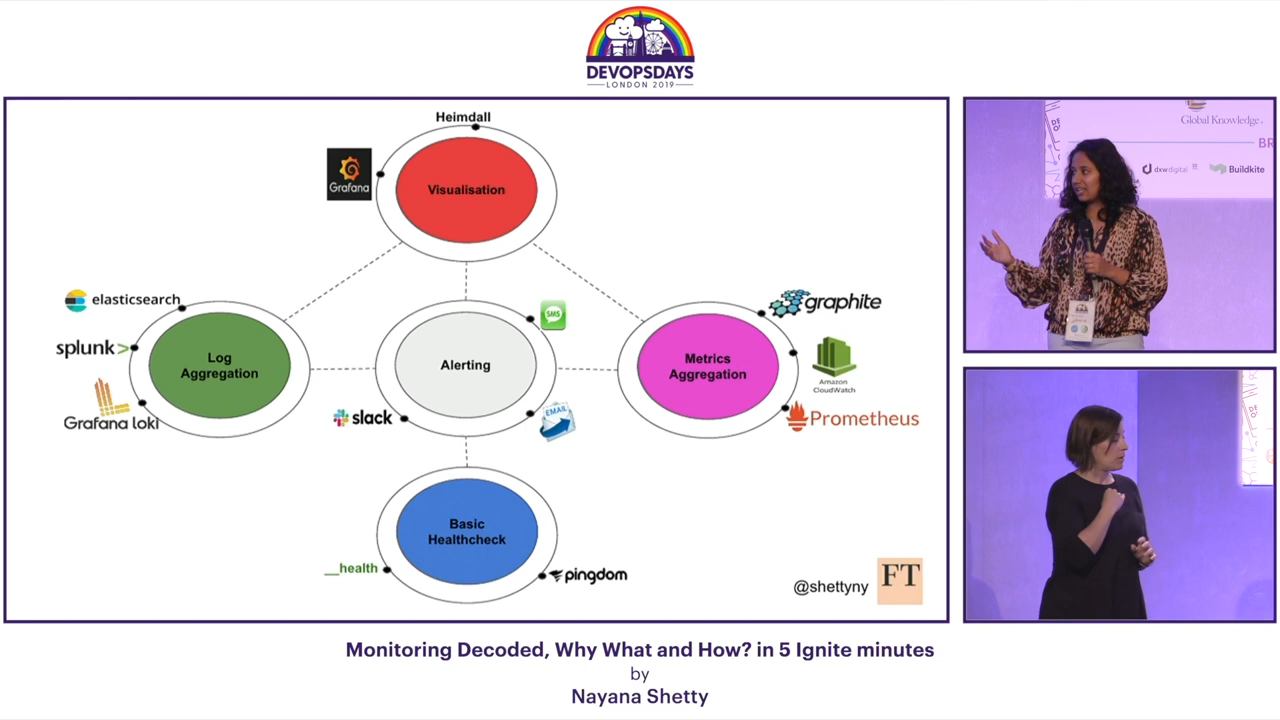 DEVOPSDAYS
LONDON 2019
Heimdall
Grafana
Visualisation
elasticsearch
splunk>
Grafana loki
Log
Aggregation
SMS
Alerting
slack
EMAIL
graphite
Metrics
Aggregation
Amazon
CloudWatch
Prometheus
Basic
Healthcheck
__health
pingdom
@shettyny
FT
Global Knowledge.
BR
dxw digital
Buildkite
Monitoring Decoded, Why What and How? in 5 Ignite minutes
by
Nayana Shetty